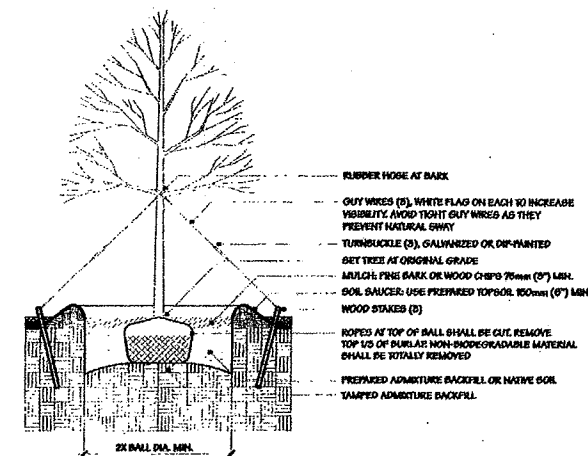 RUBBER HOSE AT BARK
GUY WIRES (3), WHITE FLAG ON EACH TO INCREASE
VISIBILITY. AVOID TIGHT GUY WIRES AS THEY
PREVENT NATURAL SWAY
TURNBUCKLE (3), GALVANIZED OR DIP-PAINTED
SET TREE AT ORIGINAL GRADE
MULCH: PINE BARK OR WOOD CHIPS 75mm (3") MIN.
SOIL SAUCER: USE PREPARED TOPSOIL 150mm (6") MIN
WOOD STAKES (3)
ROPES AT TOP OF BALL SHALL BE CUT. REMOVE
TOP 1/3 OF BURLAP. NON-BIODEGRADABLE MATERIAL
SHALL BE TOTALLY REMOVED
PREPARED ADMIXTURE BACKFILL OR NATIVE SOIL
TAMPED ADMIXTURE BACKFILL
2X BALL DIA. MIN.